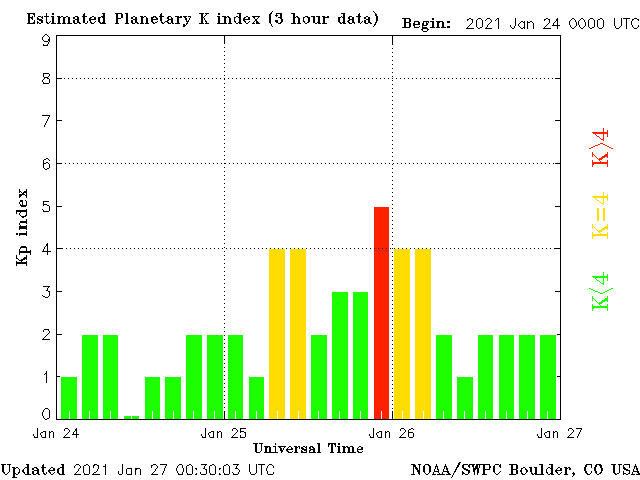 Estimated Planetary K index (3 hour data) Begin: 2021 Jan 24 0000 UTC
9
8
7
6
5
4
3
2
1
0
Kp index
Jan 24 Jan 25 Jan 26 Jan 27
Universal Time
K<4 K=4 K>4
Updated 2021 Jan 27 00:30:03 UTC NOAA/SWPC Boulder, CO USA